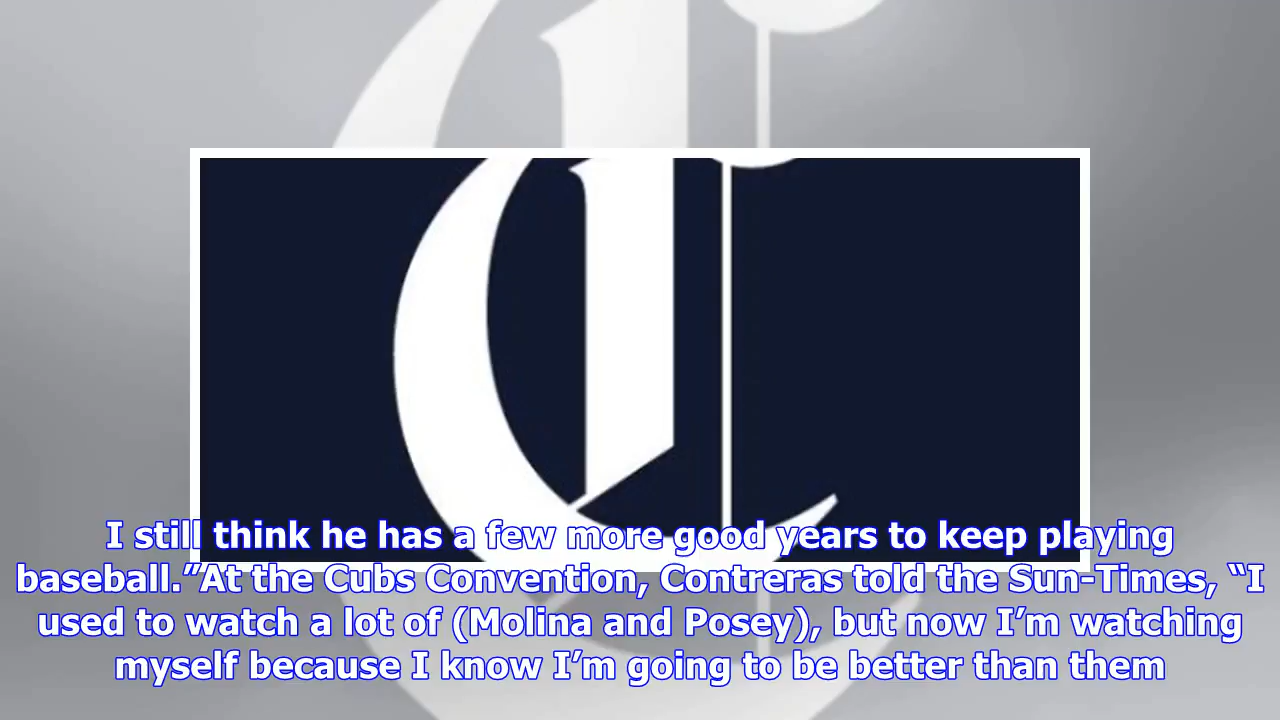 I still think he has a few more good years to keep playing
baseball.”At the Cubs Convention, Contreras told the Sun-Times, “I
used to watch a lot of (Molina and Posey), but now I’m watching
myself because I know I’m going to be better than them